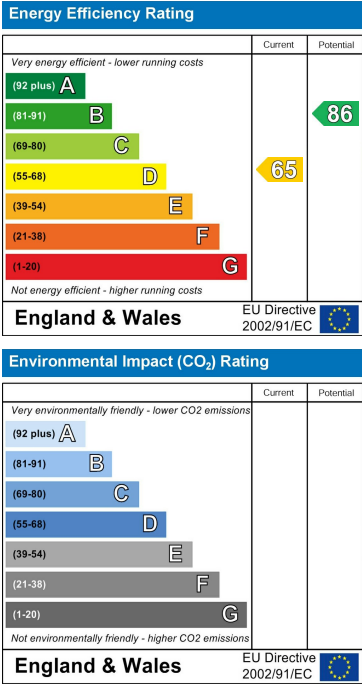 Energy Efficiency Rating
Current Potential
Very energy efficient - lower running costs
(92 plus) A
(81-91) B 86
(69-80) C
(55-68) D 65
(39-54) E
(21-38) F
(1-20) G
Not energy efficient - higher running costs
England & Wales EU Directive 2002/91/EC
Environmental Impact (CO₂) Rating
Current Potential
Very environmentally friendly - lower CO2 emissions
(92 plus) A
(81-91) B
(69-80) C
(55-68) D
(39-54) E
(21-38) F
(1-20) G
Not environmentally friendly - higher CO2 emissions
England & Wales EU Directive 2002/91/EC